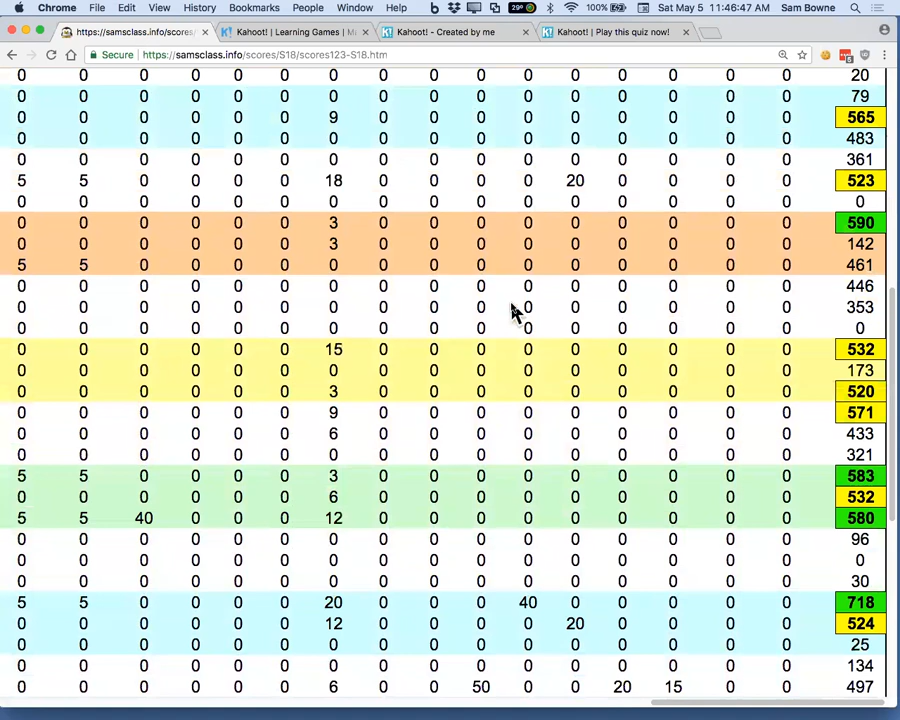 Chrome File Edit View History Bookmarks People Window Help 29° 100% Sat May 5 11:46:47 AM Sam Bowne
https://samsclass.info/scores/ Kahoot! | Learning Games | Ma Kahoot! - Created by me Kahoot! | Play this quiz now!
Secure https://samsclass.info/scores/S18/scores123-S18.htm
0 0 0 0 0 0 0 0 0 0 0 0 0 0 0 20
0 0 0 0 0 0 0 0 0 0 0 0 0 0 0 79
0 0 0 0 0 0 9 0 0 0 0 0 0 0 0 565
0 0 0 0 0 0 0 0 0 0 0 0 0 0 0 483
0 0 0 0 0 0 0 0 0 0 0 0 0 0 0 361
5 5 0 0 0 0 18 0 0 0 0 20 0 0 0 523
0 0 0 0 0 0 0 0 0 0 0 0 0 0 0 0
0 0 0 0 0 0 3 0 0 0 0 0 0 0 0 590
0 0 0 0 0 0 3 0 0 0 0 0 0 0 0 142
5 5 0 0 0 0 0 0 0 0 0 0 0 0 0 461
0 0 0 0 0 0 0 0 0 0 0 0 0 0 0 446
0 0 0 0 0 0 0 0 0 0 0 0 0 0 0 353
0 0 0 0 0 0 0 0 0 0 0 0 0 0 0 0
0 0 0 0 0 0 15 0 0 0 0 0 0 0 0 532
0 0 0 0 0 0 0 0 0 0 0 0 0 0 0 173
0 0 0 0 0 0 3 0 0 0 0 0 0 0 0 520
0 0 0 0 0 0 9 0 0 0 0 0 0 0 0 571
0 0 0 0 0 0 6 0 0 0 0 0 0 0 0 433
0 0 0 0 0 0 0 0 0 0 0 0 0 0 0 321
5 5 0 0 0 0 3 0 0 0 0 0 0 0 0 583
0 0 0 0 0 0 6 0 0 0 0 0 0 0 0 532
5 5 40 0 0 0 12 0 0 0 0 0 0 0 0 580
0 0 0 0 0 0 0 0 0 0 0 0 0 0 0 96
0 0 0 0 0 0 0 0 0 0 0 0 0 0 0 0
0 0 0 0 0 0 0 0 0 0 0 0 0 0 0 30
5 5 0 0 0 0 20 0 0 0 40 0 0 0 0 0 718
0 0 0 0 0 0 12 0 0 0 0 20 0 0 0 0 524
0 0 0 0 0 0 0 0 0 0 0 0 0 0 0 25
0 0 0 0 0 0 0 0 0 0 0 0 0 0 0 134
0 0 0 0 0 0 6 0 0 50 0 0 20 15 0 0 497